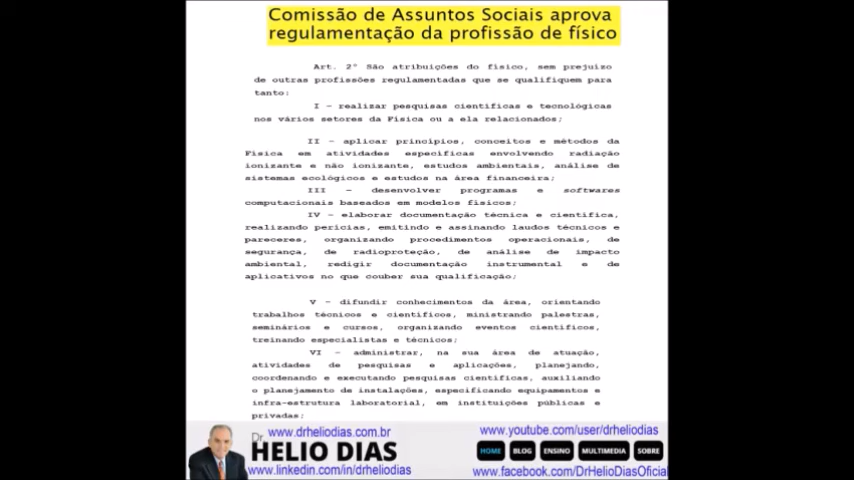 Comissão de Assuntos Sociais aprova
regulamentação da profissão de físico
Art. 2º São atribuições do físico, sem prejuízo
de outras profissões regulamentadas que se qualifiquem para
tanto:
I – realizar pesquisas científicas e tecnológicas
nos vários setores da Física ou a ela relacionados;
II – aplicar princípios, conceitos e métodos da
Física em atividades específicas envolvendo radiação
ionizante e não ionizante, estudos ambientais, análise de
sistemas ecológicos e estudos na área financeira;
III – desenvolver programas e softwares
computacionais baseados em modelos físicos;
IV – elaborar documentação técnica e científica,
realizando perícias, emitindo e assinando laudos técnicos e
pareceres, organizando procedimentos operacionais, de
segurança, de radioproteção, de análise de impacto
ambiental, redigir documentação instrumental e de
aplicativos no que couber sua qualificação;
V – difundir conhecimentos da área, orientando
trabalhos técnicos e científicos, ministrando palestras,
seminários e cursos, organizando eventos científicos,
treinando especialistas e técnicos;
VI – administrar, na sua área de atuação,
atividades de pesquisas e aplicações, planejando,
coordenando e executando pesquisas científicas, auxiliando
o planejamento de instalações, especificando equipamentos e
infra-estrutura laboratorial, em instituições públicas e
privadas;
www.drheliodias.com.br
Dr.
HELIO DIAS
www.linkedin.com/in/drheliodias
www.youtube.com/user/drheliodias
HOME BLOG ENSINO MULTIMEDIA SOBRE
www.facebook.com/DrHelioDiasOficial